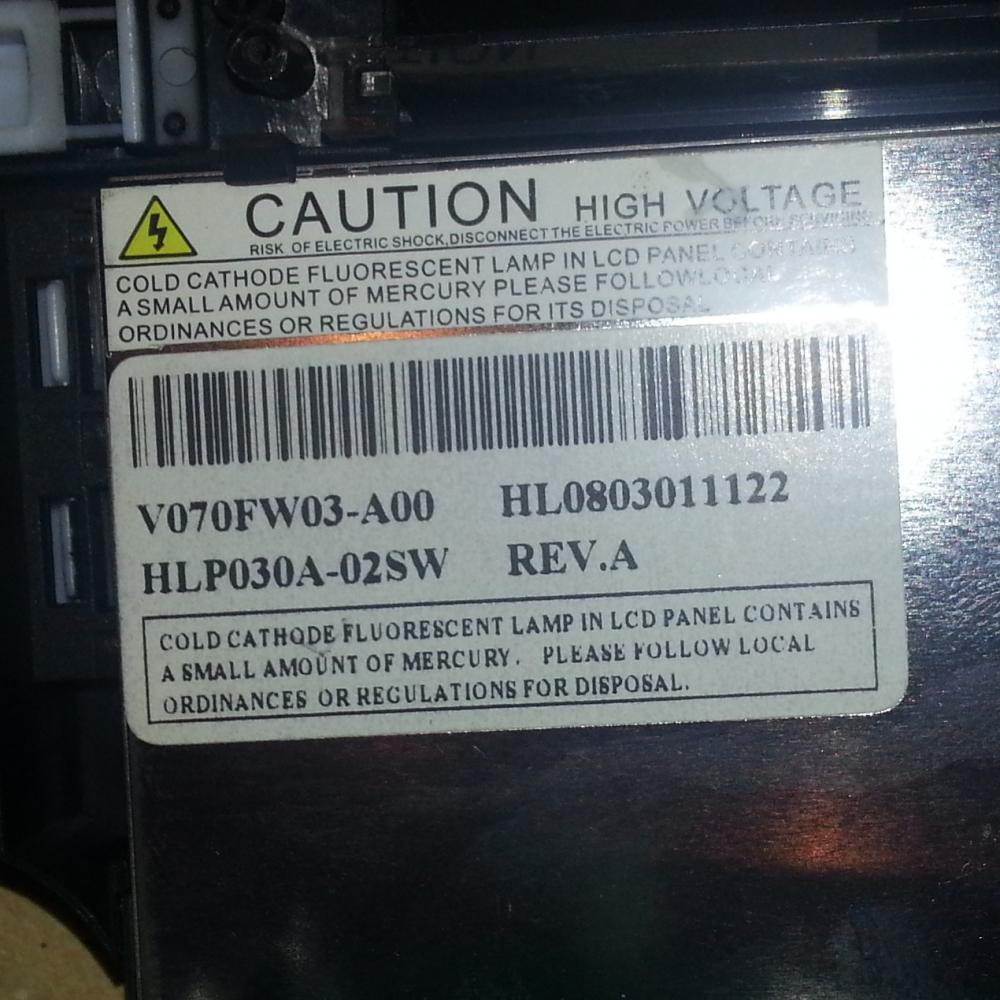 CAUTION HIGH VOLTAGE
RISK OF ELECTRIC SHOCK,DISCONNECT THE ELECTRIC POWER BEFORE SERVICING
COLD CATHODE FLUORESCENT LAMP IN LCD PANEL CONTAINS
A SMALL AMOUNT OF MERCURY PLEASE FOLLOW LOCAL
ORDINANCES OR REGULATIONS FOR ITS DISPOSAL
V070FW03-A00 HL0803011122
HLP030A-02SW REV.A
COLD CATHODE FLUORESCENT LAMP IN LCD PANEL CONTAINS
A SMALL AMOUNT OF MERCURY. PLEASE FOLLOW LOCAL
ORDINANCES OR REGULATIONS FOR DISPOSAL.